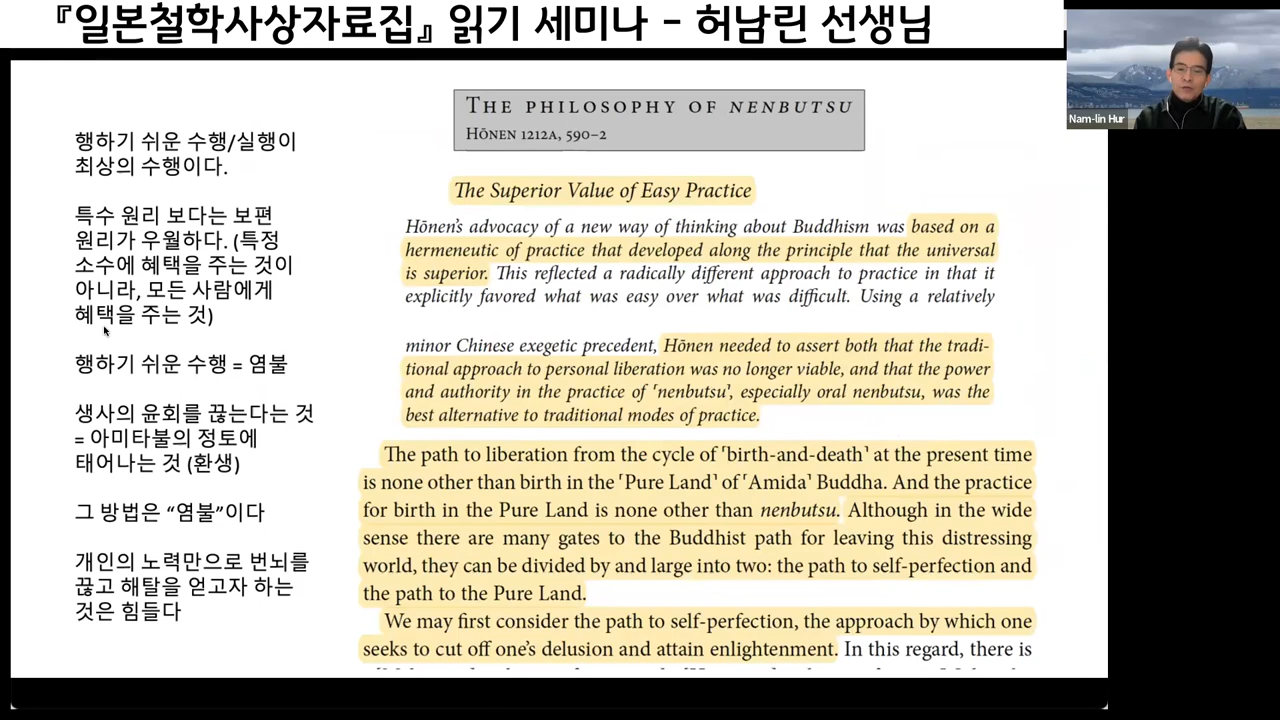 『일본철학사상자료집』 읽기 세미나 - 허남린 선생님
Nam-lin Hur
행하기 쉬운 수행/실행이
최상의 수행이다.
특수 원리 보다는 보편
원리가 우월하다. (특정
소수에 혜택을 주는 것이
아니라, 모든 사람에게
혜택을 주는 것)
행하기 쉬운 수행 = 염불
생사의 윤회를 끊는다는 것
= 아미타불의 정토에
태어나는 것 (환생)
그 방법은 “염불”이다
개인의 노력만으로 번뇌를
끊고 해탈을 얻고자 하는
것은 힘들다
THE PHILOSOPHY OF NENBUTSU
HŌNEN 1212A, 590–2
The Superior Value of Easy Practice
Hōnen’s advocacy of a new way of thinking about Buddhism was based on a
hermeneutic of practice that developed along the principle that the universal
is superior. This reflected a radically different approach to practice in that it
explicitly favored what was easy over what was difficult. Using a relatively
minor Chinese exegetic precedent, Hōnen needed to assert both that the tradi-
tional approach to personal liberation was no longer viable, and that the power
and authority in the practice of ⸢nenbutsu⸣, especially oral nenbutsu, was the
best alternative to traditional modes of practice.
The path to liberation from the cycle of ⸢birth-and-death⸣ at the present time
is none other than birth in the ⸢Pure Land⸣ of ⸢Amida⸣ Buddha. And the practice
for birth in the Pure Land is none other than nenbutsu. Although in the wide
sense there are many gates to the Buddhist path for leaving this distressing
world, they can be divided by and large into two: the path to self-perfection and
the path to the Pure Land.
We may first consider the path to self-perfection, the approach by which one
seeks to cut off one’s delusion and attain enlightenment. In this regard, there is